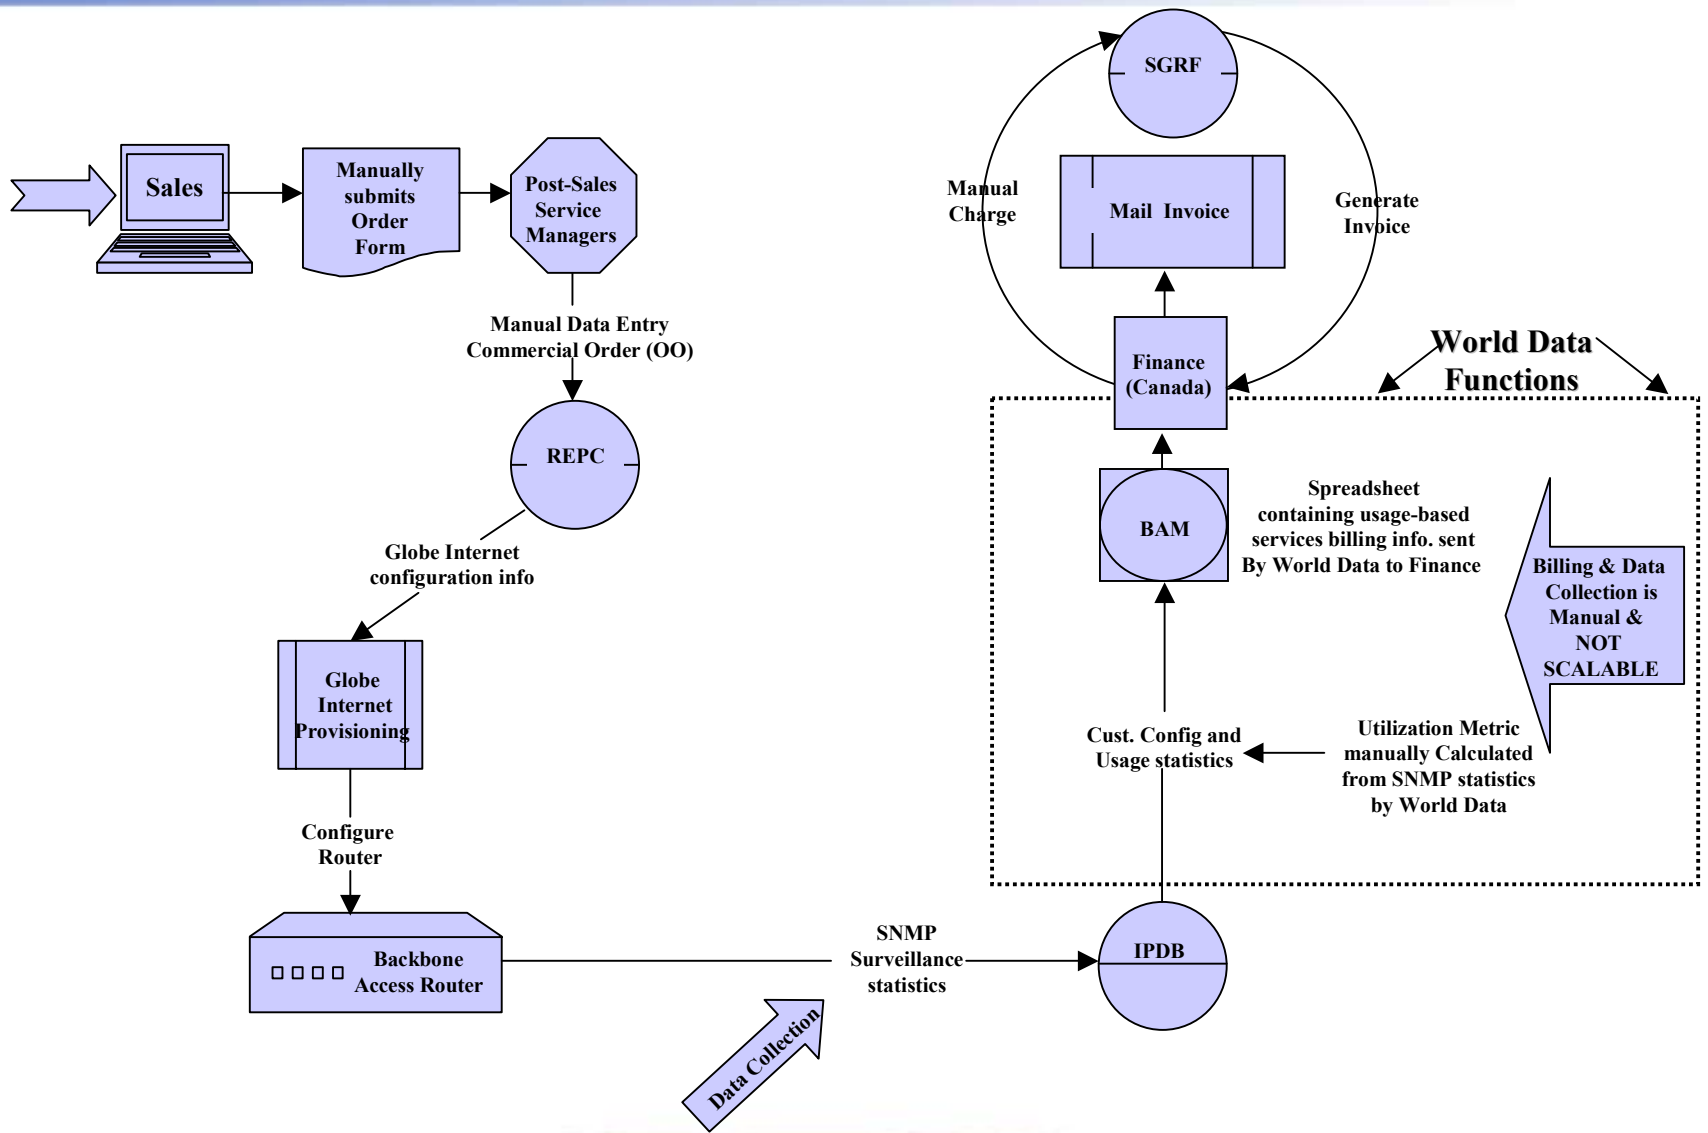 Sales
Manually
submits
Order
Form
Post-Sales
Service
Managers
Manual Data Entry
Commercial Order (OO)
REPC
Globe Internet
configuration info
Globe
Internet
Provisioning
Configure
Router
Backbone
Access Router
SNMP
Surveillance
statistics
Data Collection
IPDB
Cust. Config and
Usage statistics
Utilization Metric
manually Calculated
from SNMP statistics
by World Data
BAM
Spreadsheet
containing usage-based
services billing info. sent
By World Data to Finance
Billing & Data
Collection is
Manual &
NOT
SCALABLE
World Data
Functions
Finance
(Canada)
Mail Invoice
Manual
Charge
SGRF
Generate
Invoice